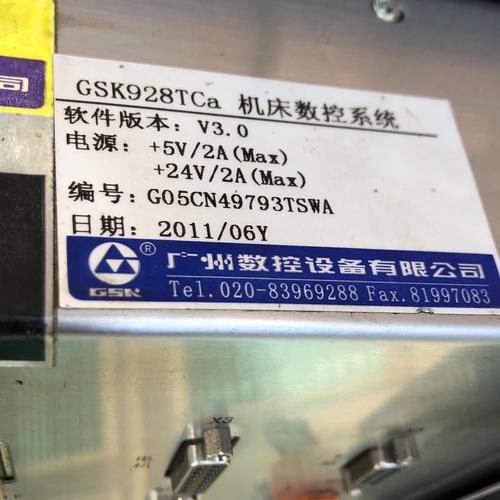 司
GSK928TCa 机床数控系统
软件版本: V3.0
电源: +5V/2A(Max)
+24V/2A(Max)
编号: G05CN49793TSWA
日期: 2011/06Y
GSK ® 广州数控设备有限公司
Tel.020-83969288 Fax.81997083